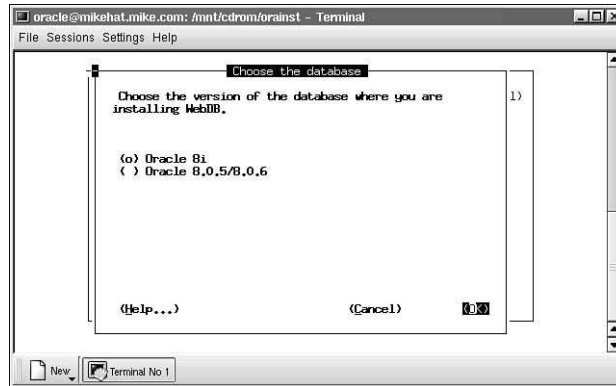 oracle@mikehat.mike.com: /mnt/cdrom/orainst - Terminal
File Sessions Settings Help
Choose the database
Choose the version of the database where you are
installing WebDB.
1)
(o) Oracle 8i
( ) Oracle 8.0.5/8.0.6
(Help...) (Cancel) (OK)
New Terminal No 1